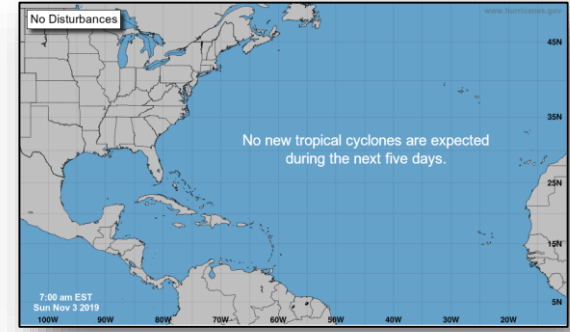 No Disturbances
www.hurricanes.gov
45N
35N
No new tropical cyclones are expected
during the next five days.
25N
15N
7:00 am EST
Sun Nov 3 2019
5N
100W 90W 80W 70W 60W 50W 40W 30W 20W